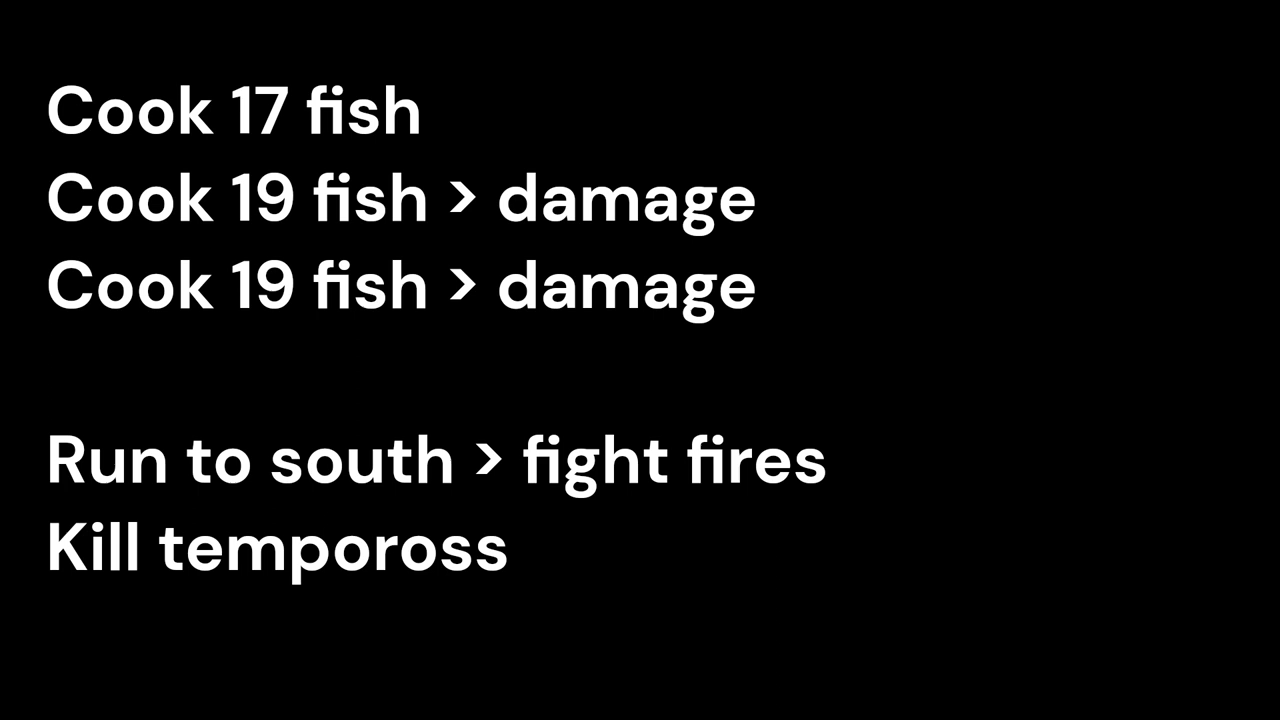 Cook 17 fish
Cook 19 fish > damage
Cook 19 fish > damage
Run to south > fight fires
Kill tempoross